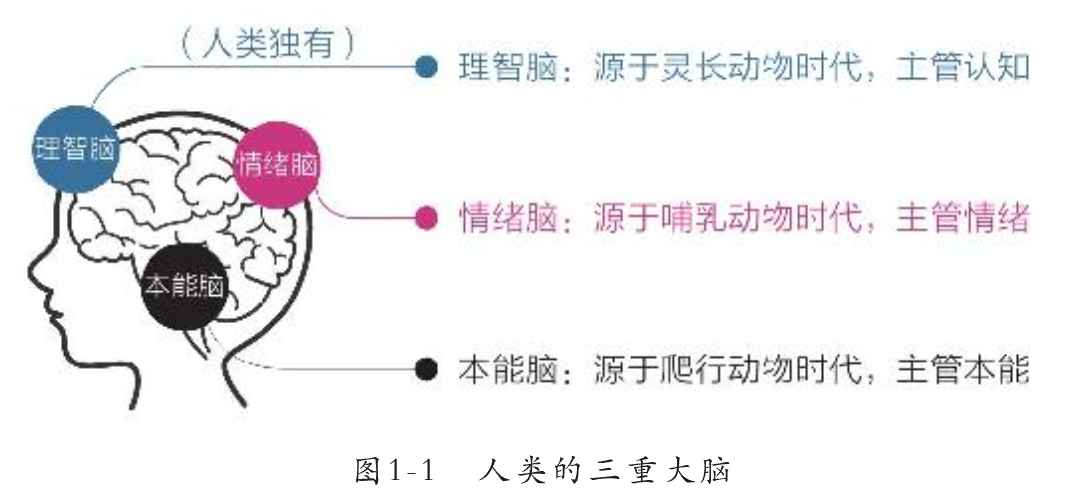 （人类独有）
理智脑：源于灵长动物时代，主管认知
理智脑
情绪脑
情绪脑：源于哺乳动物时代，主管情绪
本能脑
本能脑：源于爬行动物时代，主管本能
图1-1 人类的三重大脑